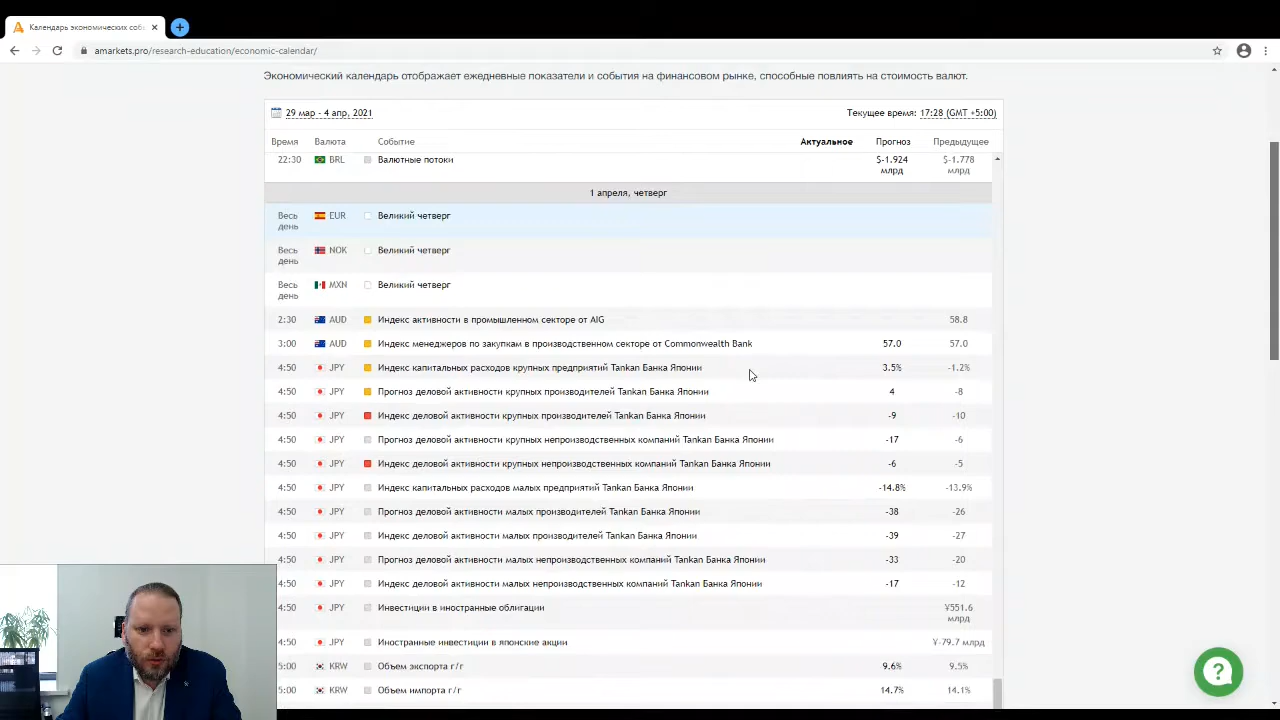 Календарь экономических соб
amarkets.pro/research-education/economic-calendar/
Экономический календарь отображает ежедневные показатели и события на финансовом рынке, способные повлиять на стоимость валют.
29 мар - 4 апр, 2021 Текущее время: 17:28 (GMT +5:00)
Время Валюта Событие Актуальное Прогноз Предыдущее
22:30 BRL Валютные потоки $-1.924 $-1.778
млрд млрд
1 апреля, четверг
Весь EUR Великий четверг
день
Весь NOK Великий четверг
день
Весь MXN Великий четверг
день
2:30 AUD Индекс активности в промышленном секторе от AIG 58.8
3:00 AUD Индекс менеджеров по закупкам в производственном секторе от Commonwealth Bank 57.0 57.0
4:50 JPY Индекс капитальных расходов крупных предприятий Tankan Банка Японии 3.5% -1.2%
4:50 JPY Прогноз деловой активности крупных производителей Tankan Банка Японии 4 -8
4:50 JPY Индекс деловой активности крупных производителей Tankan Банка Японии -9 -10
4:50 JPY Прогноз деловой активности крупных непроизводственных компаний Tankan Банка Японии -17 -6
4:50 JPY Индекс деловой активности крупных непроизводственных компаний Tankan Банка Японии -6 -5
4:50 JPY Индекс капитальных расходов малых предприятий Tankan Банка Японии -14.8% -13.9%
4:50 JPY Прогноз деловой активности малых производителей Tankan Банка Японии -38 -26
4:50 JPY Индекс деловой активности малых производителей Tankan Банка Японии -39 -27
4:50 JPY Прогноз деловой активности малых непроизводственных компаний Tankan Банка Японии -33 -20
4:50 JPY Индекс деловой активности малых непроизводственных компаний Tankan Банка Японии -17 -12
4:50 JPY Инвестиции в иностранные облигации ¥551.6
млрд
4:50 JPY Иностранные инвестиции в японские акции ¥-79.7 млрд
5:00 KRW Объем экспорта г/г 9.6% 9.5%
5:00 KRW Объем импорта г/г 14.7% 14.1%